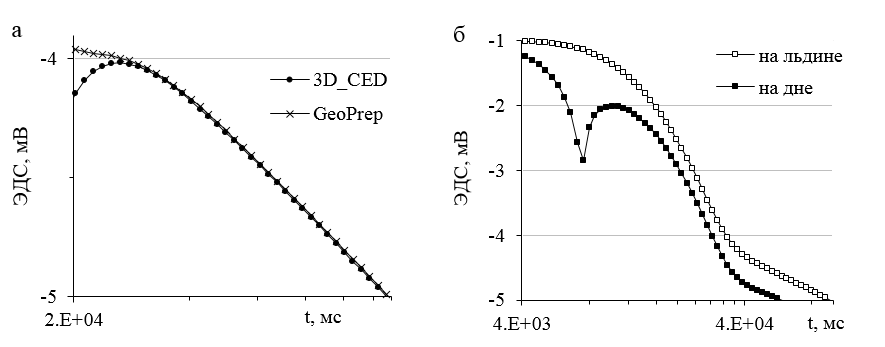 а
ЭДС, мВ
-4
-5
3D_CED
GeoPrep
2.E+04
t, мс
б
ЭДС, мВ
-1
-2
-3
-4
-5
на льдине
на дне
4.E+03
4.E+04
t, мс